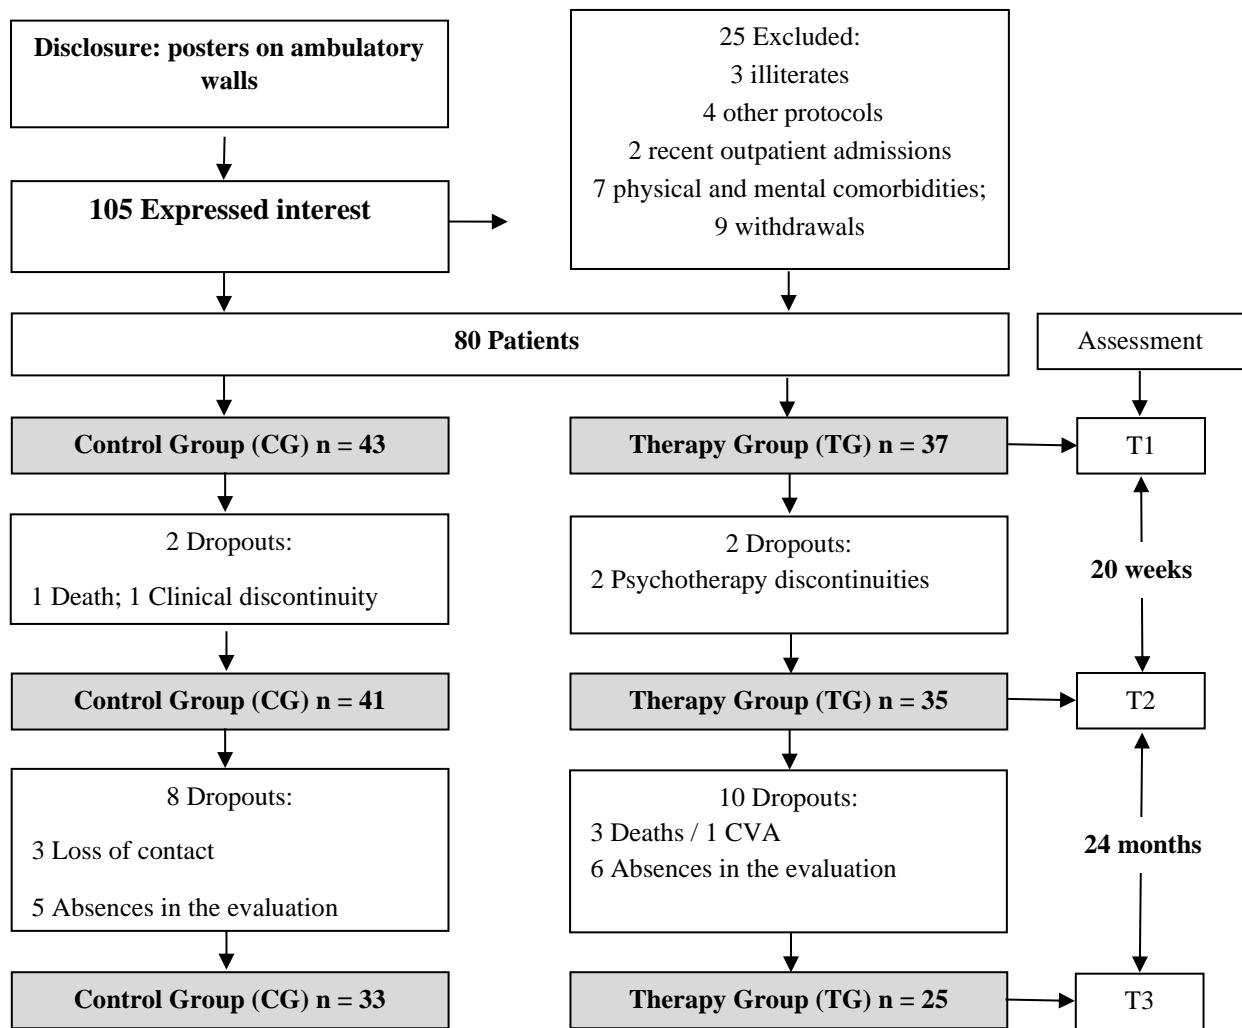 Disclosure: posters on ambulatory
walls
25 Excluded:
3 illiterates
4 other protocols
2 recent outpatient admissions
7 physical and mental comorbidities;
9 withdrawals
105 Expressed interest
80 Patients
Assessment
Control Group (CG) n = 43
Therapy Group (TG) n = 37
T1
2 Dropouts:
1 Death; 1 Clinical discontinuity
2 Dropouts:
2 Psychotherapy discontinuities
20 weeks
Control Group (CG) n = 41
Therapy Group (TG) n = 35
T2
8 Dropouts:
3 Loss of contact
5 Absences in the evaluation
10 Dropouts:
3 Deaths / 1 CVA
6 Absences in the evaluation
24 months
Control Group (CG) n = 33
Therapy Group (TG) n = 25
T3